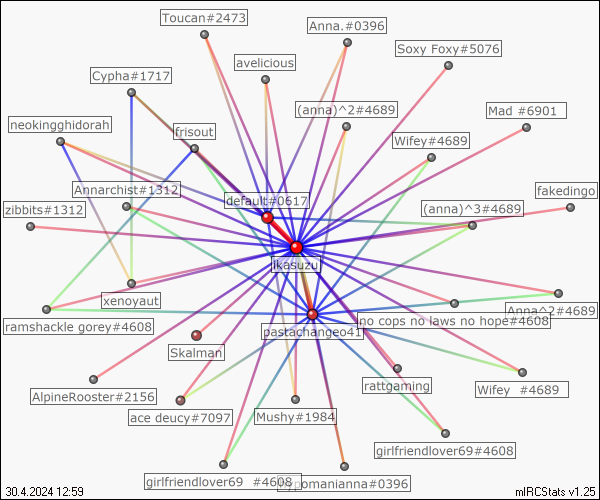 Toucan#2473
Anna.#0396
Soxy Foxy#5076
avelicious
Cypha#1717
(anna)^2#4689
Mad #6901
neokingghidorah
frisout
Wifey#4689
Annarchist#1312
fakedingo
default#0617
zibbits#1312
(anna)^3#4689
ikasuzu
xenoyaut
Anna^2#4689
ramshackle gorey#4608
no cops no laws no hope#4608
pastachangeo41
Skalman
rattgaming
AlpineRooster#2156
Wifey #4689
ace deucy#7097
Mushy#1984
girlfriendlover69#4608
girlfriendlover69 #4608
hypomanianna#0396
30.4.2024 12:59
mIRCStats v1.25